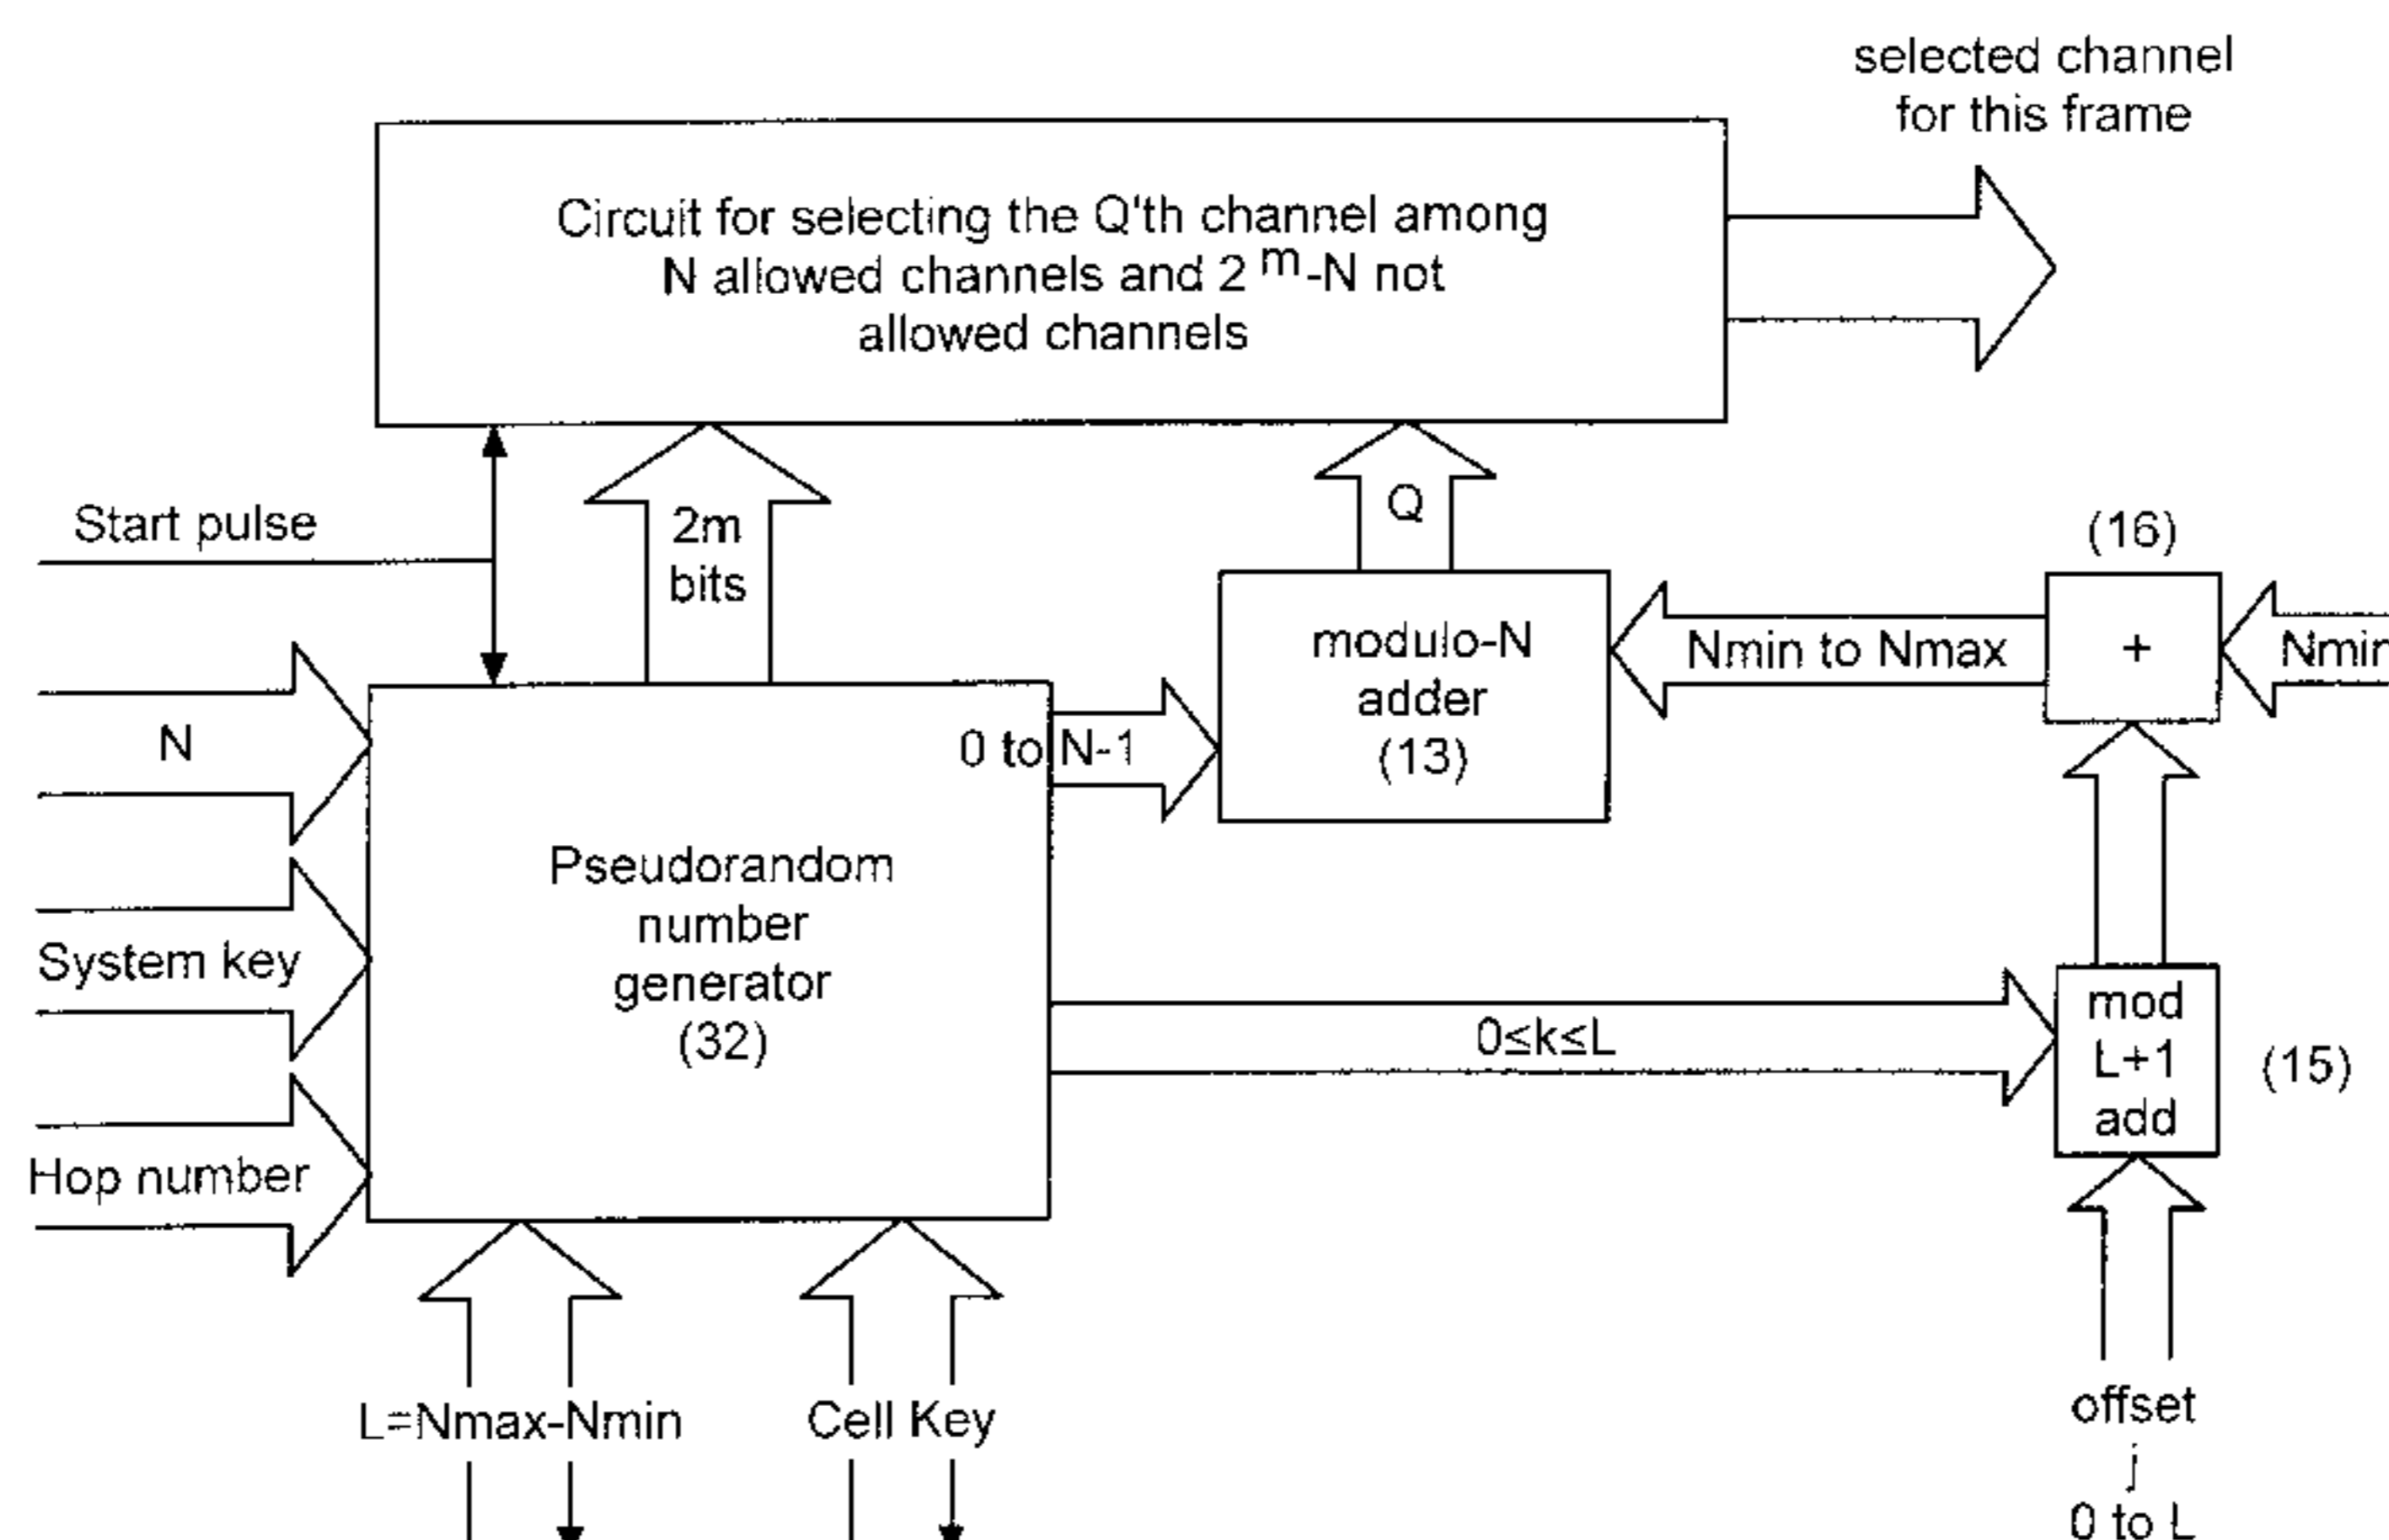 selected channel
for this frame
Circuit for selecting the Q'th channel among
N allowed channels and 2 m-N not
allowed channels
Start pulse
2m
bits
Q
(16)
modulo-N
adder
(13)
Nmin to Nmax
+
Nmin
N
0 to N-1
Pseudorandom
number
generator
(32)
System key
0≤k≤L
mod
L+1
add
(15)
Hop number
L=Nmax-Nmin
Cell Key
offset
j
0 to L